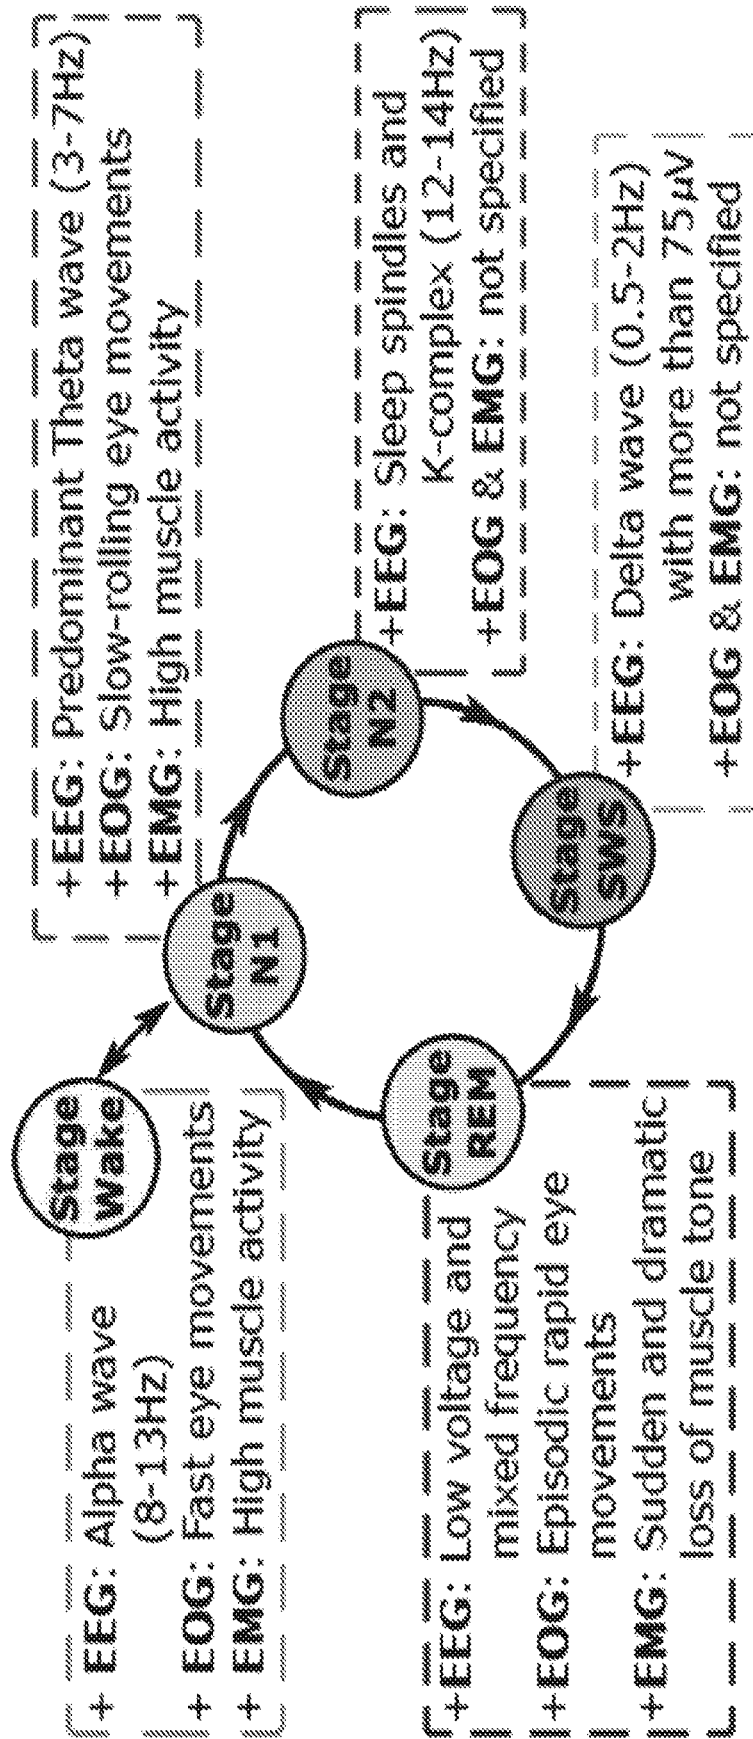 Stage
Wake
+ EEG: Alpha wave
(8-13Hz)
+ EOG: Fast eye movements
+ EMG: High muscle activity
Stage
N1
+EEG: Predominant Theta wave (3-7Hz)
+EOG: Slow-rolling eye movements
+EMG: High muscle activity
Stage
N2
+EEG: Sleep spindles and
K-complex (12-14Hz)
+EOG & EMG: not specified
Stage
SWS
+EEG: Delta wave (0.5-2Hz)
with more than 75μV
+EOG & EMG: not specified
Stage
REM
+EEG: Low voltage and
mixed frequency
+EOG: Episodic rapid eye
movements
+EMG: Sudden and dramatic
loss of muscle tone